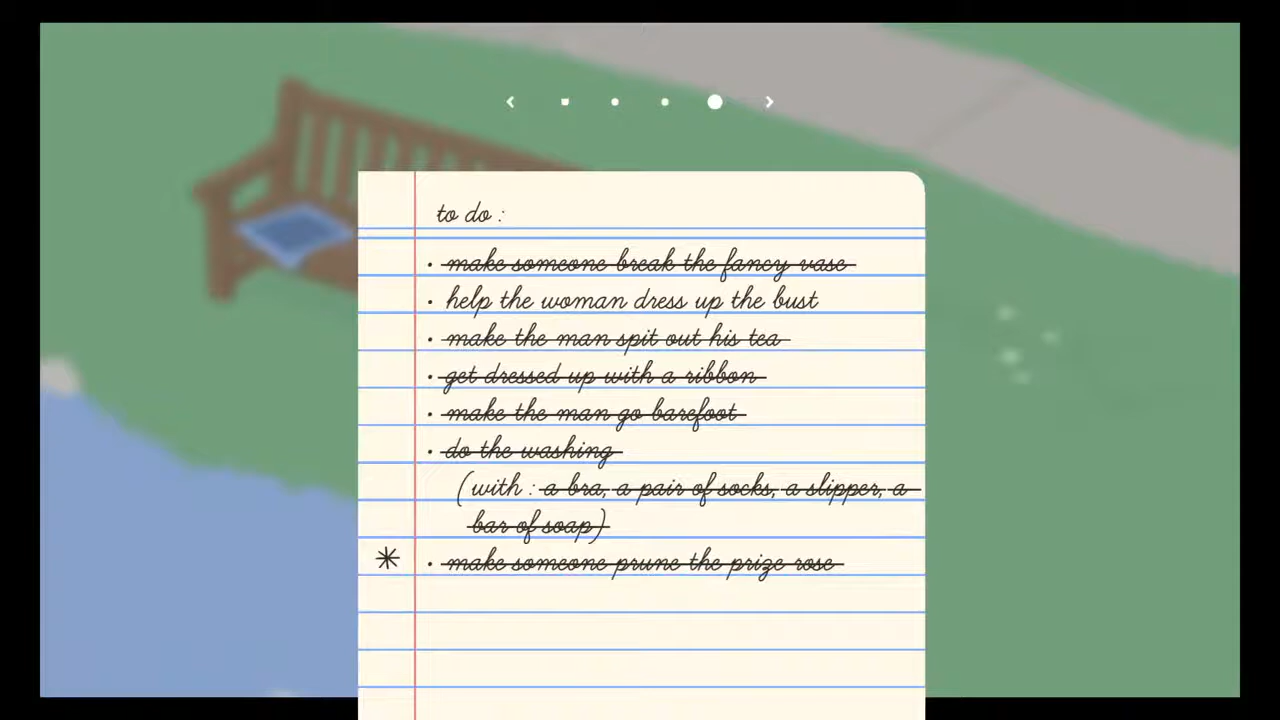 to do :
• make someone break the fancy vase
• help the woman dress up the bust
• make the man spit out his tea
• get dressed up with a ribbon
• make the man go barefoot
• do the washing
(with : a bra, a pair of socks, a slipper, a
bar of soap)
• make someone prune the prize rose